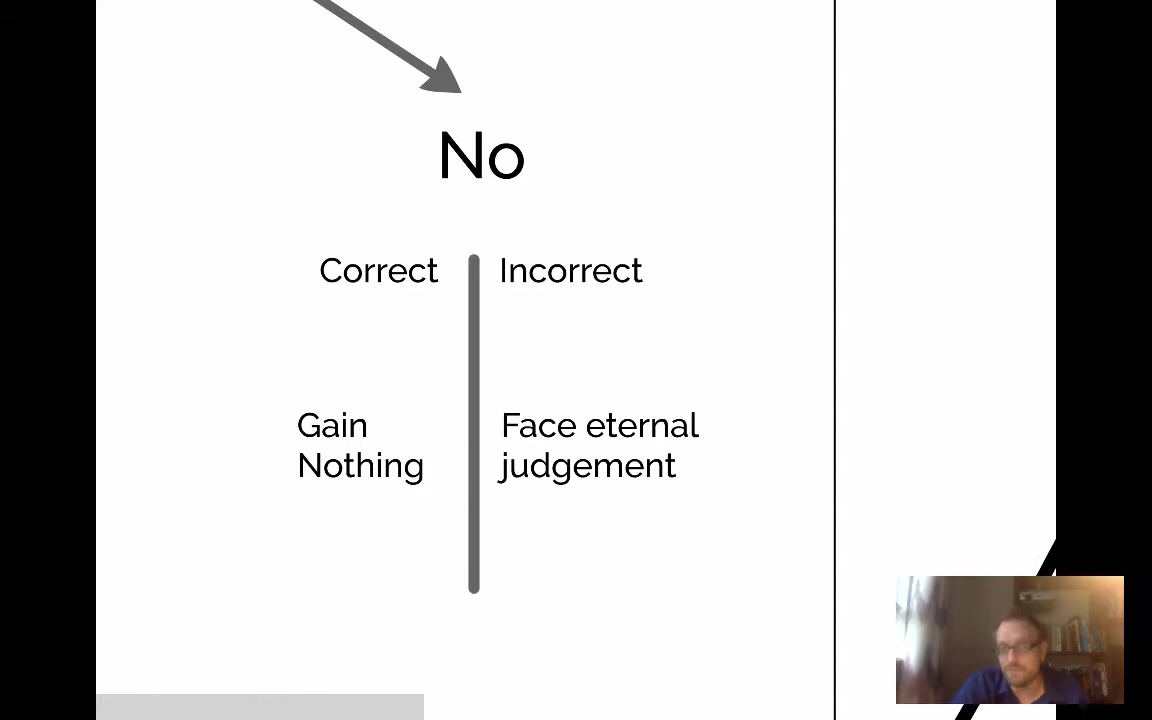 No
Correct
Incorrect
Gain
Nothing
Face eternal
judgement